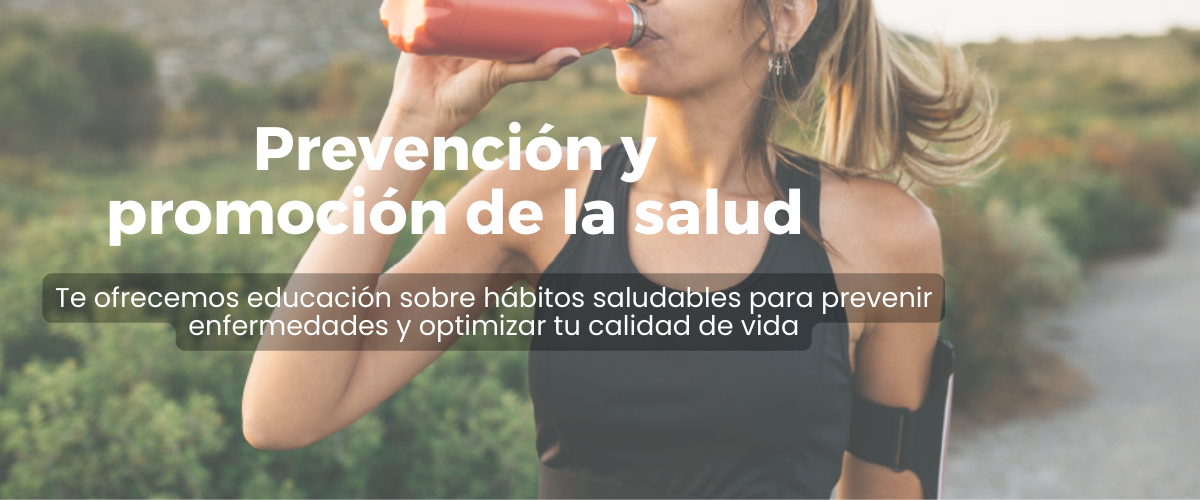 Prevención y
promoción de la salud
Te ofrecemos educación sobre hábitos saludables para prevenir
enfermedades y optimizar tu calidad de vida